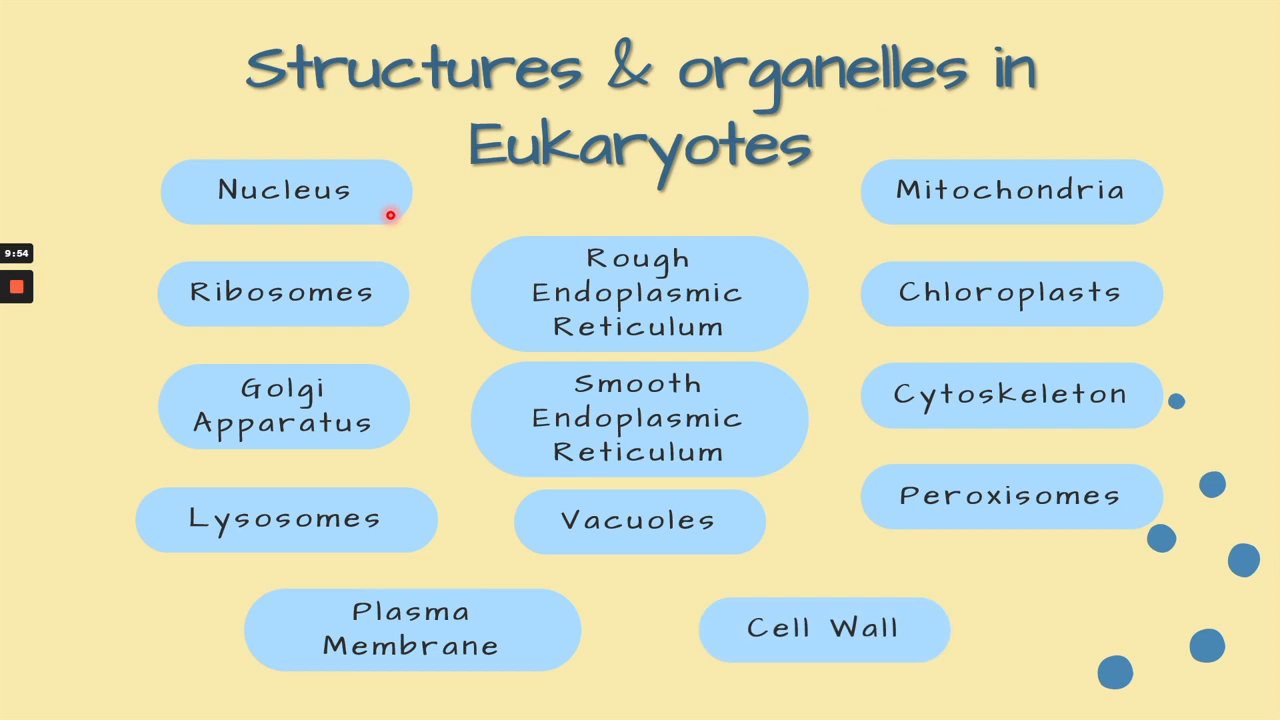 Structures & organelles in
Eukaryotes
Nucleus
Mitochondria
9:54
Rough
Endoplasmic
Reticulum
Ribosomes
Chloroplasts
Golgi
Apparatus
Smooth
Endoplasmic
Reticulum
Cytoskeleton
Lysosomes
Vacuoles
Peroxisomes
Plasma
Membrane
Cell Wall